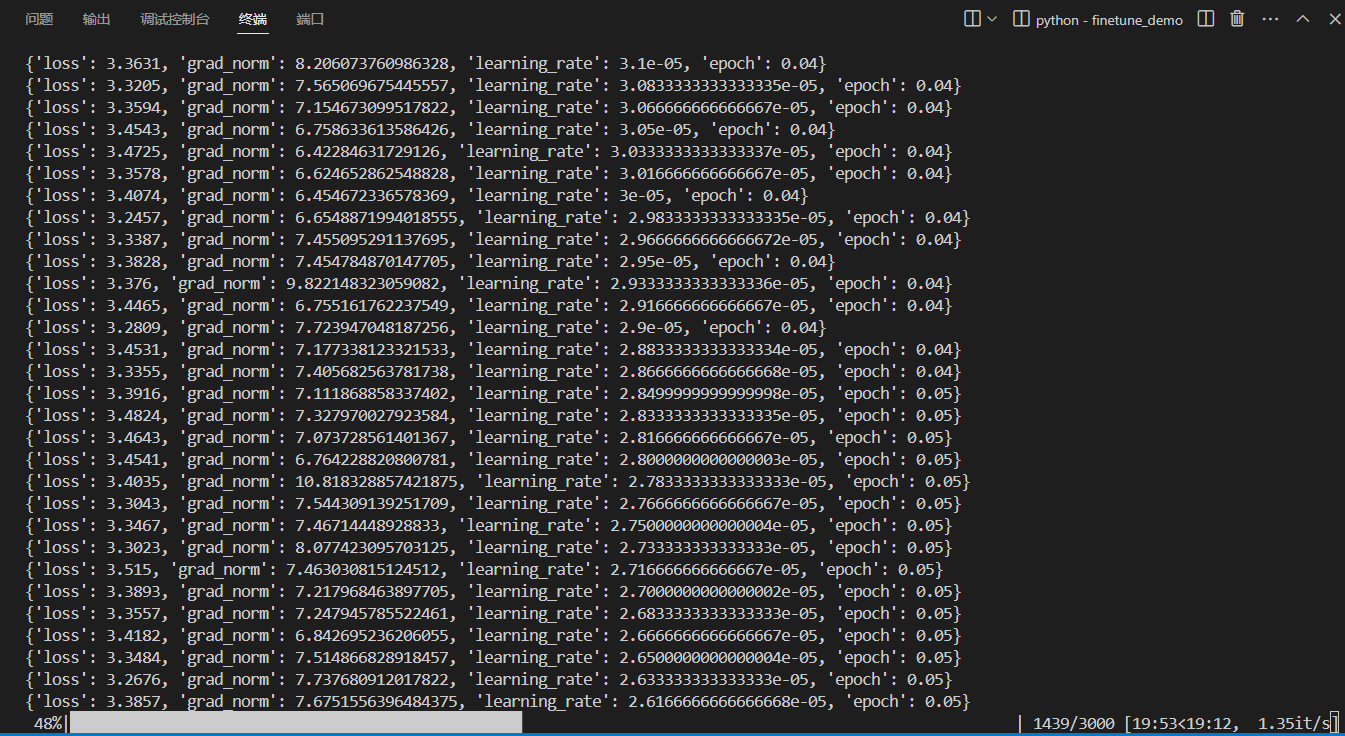 问题 输出 调试控制台 终端 端口 python - finetune_demo
{'loss': 3.3631, 'grad_norm': 8.206073760986328, 'learning_rate': 3.1e-05, 'epoch': 0.04}
{'loss': 3.3205, 'grad_norm': 7.565069675445557, 'learning_rate': 3.0833333333333335e-05, 'epoch': 0.04}
{'loss': 3.3594, 'grad_norm': 7.154673099517822, 'learning_rate': 3.066666666666667e-05, 'epoch': 0.04}
{'loss': 3.4543, 'grad_norm': 6.758633613586426, 'learning_rate': 3.05e-05, 'epoch': 0.04}
{'loss': 3.4725, 'grad_norm': 6.42284631729126, 'learning_rate': 3.0333333333333337e-05, 'epoch': 0.04}
{'loss': 3.3578, 'grad_norm': 6.624652862548828, 'learning_rate': 3.016666666666667e-05, 'epoch': 0.04}
{'loss': 3.4074, 'grad_norm': 6.454672336578369, 'learning_rate': 3e-05, 'epoch': 0.04}
{'loss': 3.2457, 'grad_norm': 6.6548871994018555, 'learning_rate': 2.9833333333333335e-05, 'epoch': 0.04}
{'loss': 3.3387, 'grad_norm': 7.455095291137695, 'learning_rate': 2.9666666666666672e-05, 'epoch': 0.04}
{'loss': 3.3828, 'grad_norm': 7.454784870147705, 'learning_rate': 2.95e-05, 'epoch': 0.04}
{'loss': 3.376, 'grad_norm': 9.822148323059082, 'learning_rate': 2.9333333333333336e-05, 'epoch': 0.04}
{'loss': 3.4465, 'grad_norm': 6.755161762237549, 'learning_rate': 2.916666666666667e-05, 'epoch': 0.04}
{'loss': 3.2809, 'grad_norm': 7.723947048187256, 'learning_rate': 2.9e-05, 'epoch': 0.04}
{'loss': 3.4531, 'grad_norm': 7.177338123321533, 'learning_rate': 2.8833333333333334e-05, 'epoch': 0.04}
{'loss': 3.3355, 'grad_norm': 7.405682563781738, 'learning_rate': 2.8666666666666668e-05, 'epoch': 0.04}
{'loss': 3.3916, 'grad_norm': 7.111868858337402, 'learning_rate': 2.8499999999999998e-05, 'epoch': 0.05}
{'loss': 3.4824, 'grad_norm': 7.327970027923584, 'learning_rate': 2.8333333333333335e-05, 'epoch': 0.05}
{'loss': 3.4643, 'grad_norm': 7.073728561401367, 'learning_rate': 2.816666666666667e-05, 'epoch': 0.05}
{'loss': 3.4541, 'grad_norm': 6.764228820800781, 'learning_rate': 2.8000000000000003e-05, 'epoch': 0.05}
{'loss': 3.4035, 'grad_norm': 10.818328857421875, 'learning_rate': 2.7833333333333333e-05, 'epoch': 0.05}
{'loss': 3.3043, 'grad_norm': 7.544309139251709, 'learning_rate': 2.7666666666666667e-05, 'epoch': 0.05}
{'loss': 3.3467, 'grad_norm': 7.46714448928833, 'learning_rate': 2.7500000000000004e-05, 'epoch': 0.05}
{'loss': 3.3023, 'grad_norm': 8.077423095703125, 'learning_rate': 2.733333333333333e-05, 'epoch': 0.05}
{'loss': 3.515, 'grad_norm': 7.463030815124512, 'learning_rate': 2.716666666666667e-05, 'epoch': 0.05}
{'loss': 3.3893, 'grad_norm': 7.217968463897705, 'learning_rate': 2.7000000000000002e-05, 'epoch': 0.05}
{'loss': 3.3557, 'grad_norm': 7.247945785522461, 'learning_rate': 2.6833333333333333e-05, 'epoch': 0.05}
{'loss': 3.4182, 'grad_norm': 6.842695236206055, 'learning_rate': 2.6666666666666667e-05, 'epoch': 0.05}
{'loss': 3.3484, 'grad_norm': 7.514866828918457, 'learning_rate': 2.6500000000000004e-05, 'epoch': 0.05}
{'loss': 3.2676, 'grad_norm': 7.737680912017822, 'learning_rate': 2.633333333333333e-05, 'epoch': 0.05}
{'loss': 3.3857, 'grad_norm': 7.6751556396484375, 'learning_rate': 2.6166666666666668e-05, 'epoch': 0.05}
48%| | 1439/3000 [19:53<19:12, 1.35it/s]